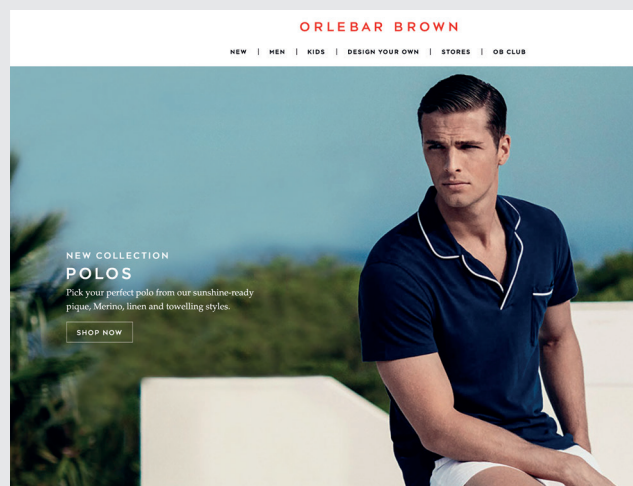 ORLEBAR BROWN
NEW | MEN | KIDS | DESIGN YOUR OWN | STORES | OB CLUB
NEW COLLECTION
POLOS
Pick your perfect polo from our sunshine-ready
pique, Merino, linen and towelling styles.
SHOP NOW